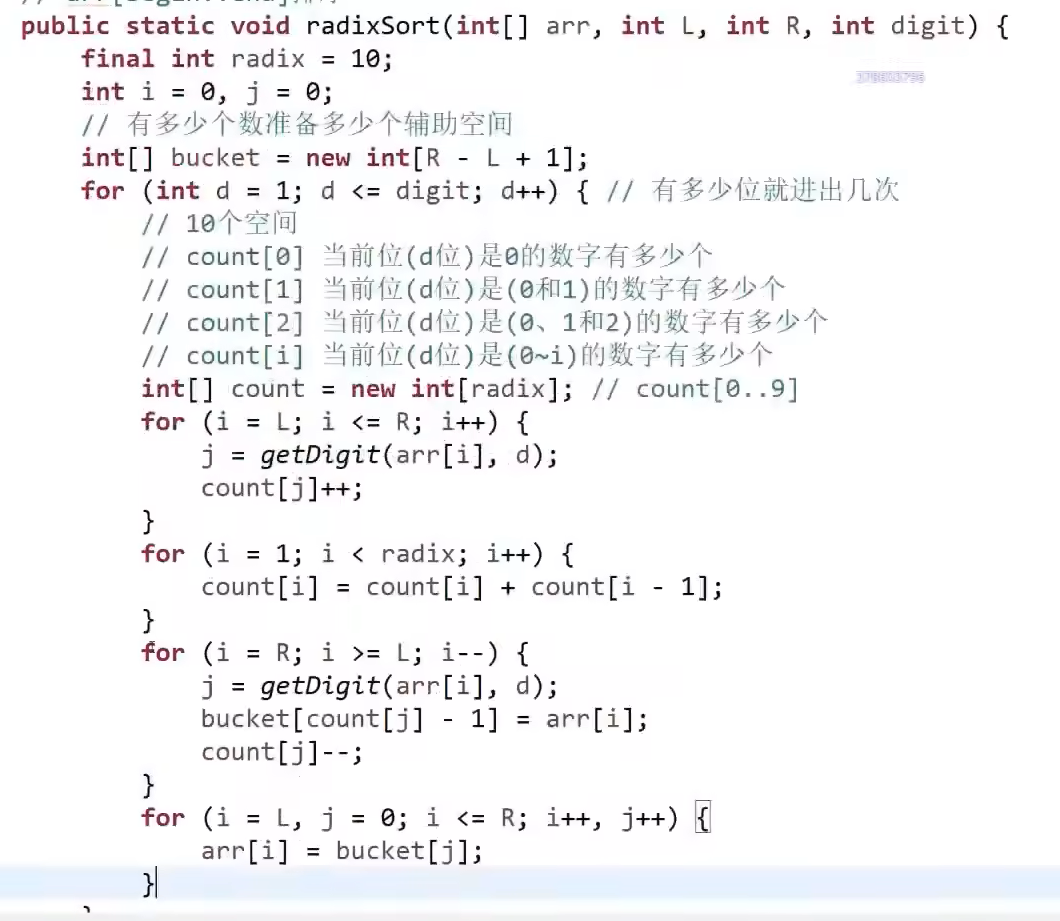 public static void radixSort(int[] arr, int L, int R, int digit) {
    final int radix = 10;
    int i = 0, j = 0;
    // 有多少个数准备多少个辅助空间
    int[] bucket = new int[R - L + 1];
    for (int d = 1; d <= digit; d++) { // 有多少位就进出几次
        // 10个空间
        // count[0] 当前位(d位)是0的数字有多少个
        // count[1] 当前位(d位)是(0和1)的数字有多少个
        // count[2] 当前位(d位)是(0、1和2)的数字有多少个
        // count[i] 当前位(d位)是(0~i)的数字有多少个
        int[] count = new int[radix]; // count[0..9]
        for (i = L; i <= R; i++) {
            j = getDigit(arr[i], d);
            count[j]++;
        }
        for (i = 1; i < radix; i++) {
            count[i] = count[i] + count[i - 1];
        }
        for (i = R; i >= L; i--) {
            j = getDigit(arr[i], d);
            bucket[count[j] - 1] = arr[i];
            count[j]--;
        }
        for (i = L, j = 0; i <= R; i++, j++) {
            arr[i] = bucket[j];
        }